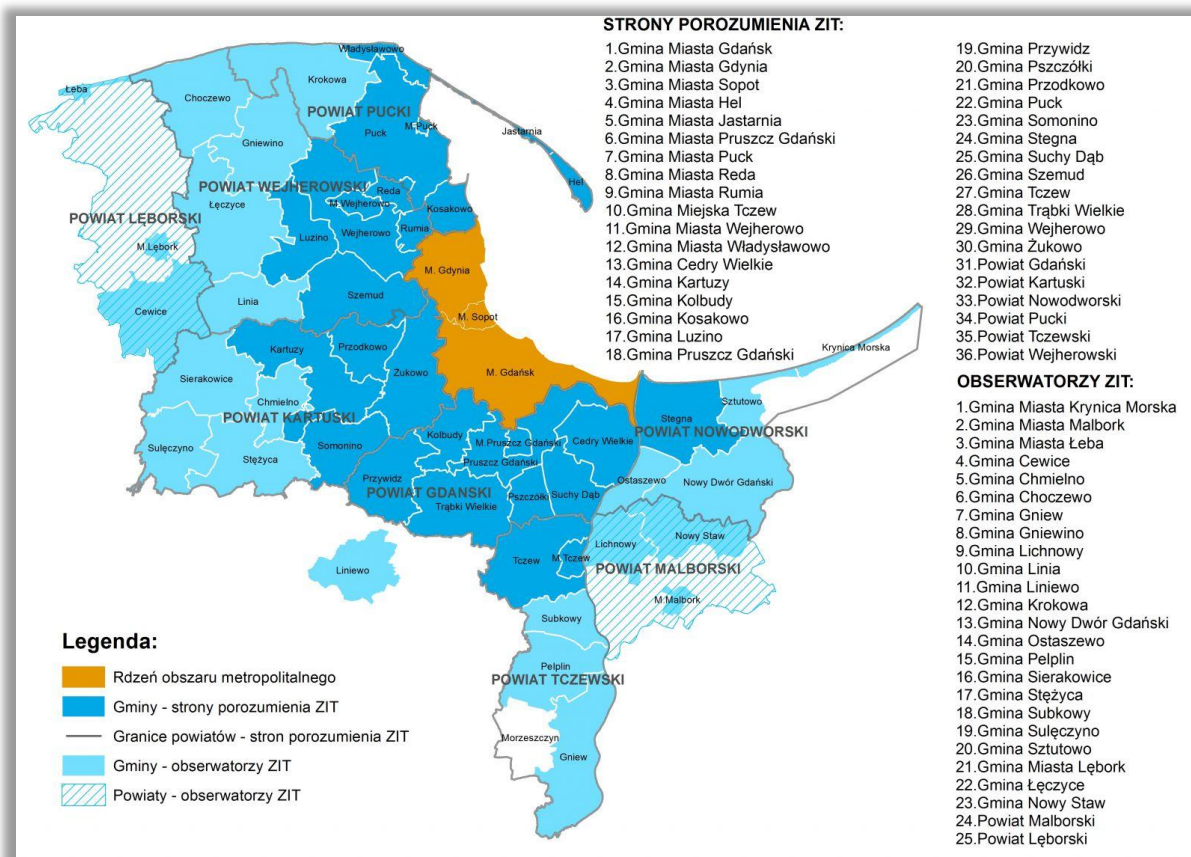 STRONY POROZUMIENIA ZIT:
1.Gmina Miasta Gdańsk
2.Gmina Miasta Gdynia
3.Gmina Miasta Sopot
4.Gmina Miasta Hel
5.Gmina Miasta Jastarnia
6.Gmina Miasta Pruszcz Gdański
7.Gmina Miasta Puck
8.Gmina Miasta Reda
9.Gmina Miasta Rumia
10.Gmina Miejska Tczew
11.Gmina Miasta Wejherowo
12.Gmina Miasta Władysławowo
13.Gmina Cedry Wielkie
14.Gmina Kartuzy
15.Gmina Kolbudy
16.Gmina Kosakowo
17.Gmina Luzino
18.Gmina Pruszcz Gdański
19.Gmina Przywidz
20.Gmina Pszczółki
21.Gmina Przodkowo
22.Gmina Puck
23.Gmina Somonino
24.Gmina Stegna
25.Gmina Suchy Dąb
26.Gmina Szemud
27.Gmina Tczew
28.Gmina Trąbki Wielkie
29.Gmina Wejherowo
30.Gmina Żukowo
31.Powiat Gdański
32.Powiat Kartuski
33.Powiat Nowodworski
34.Powiat Pucki
35.Powiat Tczewski
36.Powiat Wejherowski
OBSERWATORZY ZIT:
1.Gmina Miasta Krynica Morska
2.Gmina Miasta Malbork
3.Gmina Miasta Łeba
4.Gmina Cewice
5.Gmina Chmielno
6.Gmina Choczewo
7.Gmina Gniew
8.Gmina Gniewino
9.Gmina Lichnowy
10.Gmina Linia
11.Gmina Liniewo
12.Gmina Krokowa
13.Gmina Nowy Dwór Gdański
14.Gmina Ostaszewo
15.Gmina Pelplin
16.Gmina Sierakowice
17.Gmina Stężyca
18.Gmina Subkowy
19.Gmina Sulęczyno
20.Gmina Sztutowo
21.Gmina Miasta Lębork
22.Gmina Łęczyce
23.Gmina Nowy Staw
24.Powiat Malborski
25.Powiat Lęborski
Władysławowo
Krokowa
Łeba
Choczewo
POWIAT PUCKI
M.Puck
Puck
Jastarnia
Gniewino
Hel
POWIAT WEJHEROWSKI
Reda
Łęczyce
M.Wejherowo
Kosakowo
POWIAT LĘBORSKI
Rumia
Wejherowo
Luzino
M.Lębork
M. Gdynia
Szemud
Linia
Cewice
M. Sopot
Krynica Morska
Kartuzy
Przodkowo
Żukowo
M. Gdańsk
Sierakowice
Chmielno
Sztutowo
POWIAT KARTUSKI
Stegna
POWIAT NOWODWORSKI
Kolbudy
M.Pruszcz Gdański
Cedry Wielkie
Somonino
Sulęczyno
Stężyca
Pruszcz Gdański
Przywidz
Ostaszewo
Nowy Dwór Gdański
POWIAT GDAŃSKI
Pszczółki
Suchy Dąb
Trąbki Wielkie
Nowy Staw
Lichnowy
Tczew
M.Tczew
POWIAT MALBORSKI
Liniewo
M.Malbork
Subkowy
Pelplin
POWIAT TCZEWSKI
Morzeszczyn
Gniew
Legenda:
Rdzeń obszaru metropolitalnego
Gminy - strony porozumienia ZIT
Granice powiatów - stron porozumienia ZIT
Gminy - obserwatorzy ZIT
Powiaty - obserwatorzy ZIT